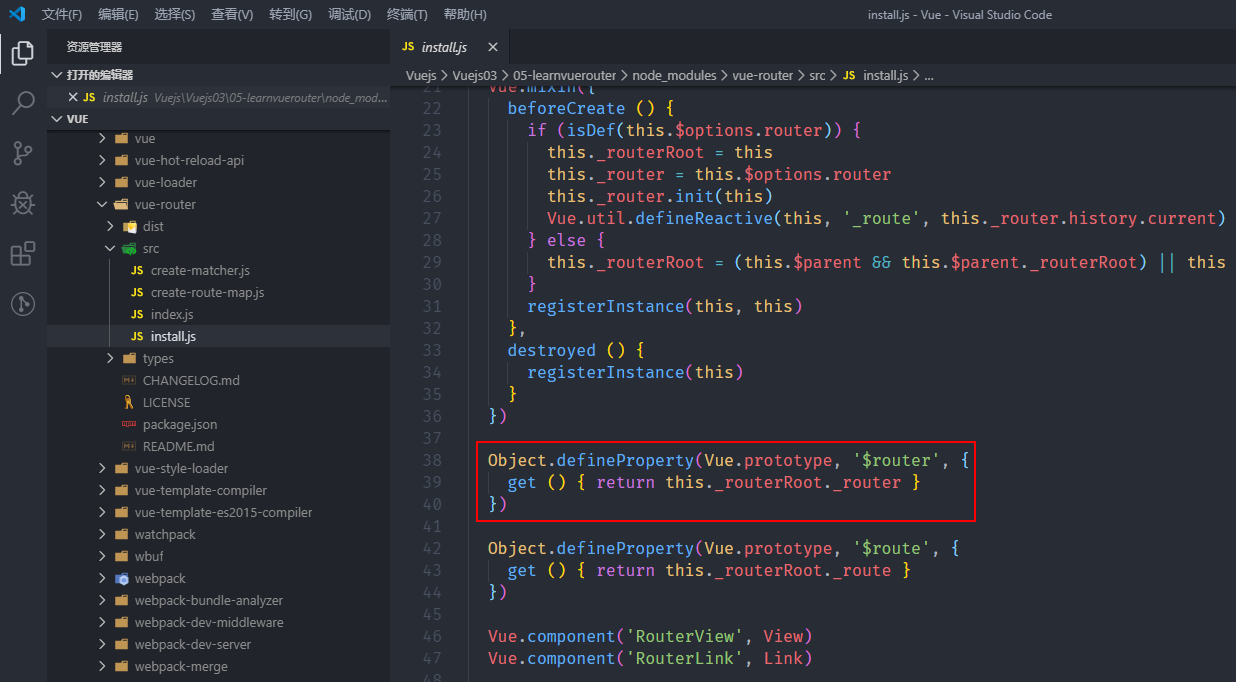 文件(F) 编辑(E) 选择(S) 查看(V) 转到(G) 调试(D) 终端(T) 帮助(H) install.js - Vue - Visual Studio Code
资源管理器
打开的编辑器
JS install.js Vuejs\Vuejs03\05-learnvuerouter\node_mod...
VUE
vue
vue-hot-reload-api
vue-loader
vue-router
dist
src
JS create-matcher.js
JS create-route-map.js
JS index.js
JS install.js
types
CHANGELOG.md
LICENSE
package.json
README.md
vue-style-loader
vue-template-compiler
vue-template-es2015-compiler
watchpack
wbuf
webpack
webpack-bundle-analyzer
webpack-dev-middleware
webpack-dev-server
webpack-merge
JS install.js
Vuejs > Vuejs03 > 05-learnvuerouter > node_modules > vue-router > src > JS install.js > ...
21 Vue.mixin({
22 beforeCreate () {
23 if (isDef(this.$options.router)) {
24 this._routerRoot = this
25 this._router = this.$options.router
26 this._router.init(this)
27 Vue.util.defineReactive(this, '_route', this._router.history.current)
28 } else {
29 this._routerRoot = (this.$parent && this.$parent._routerRoot) || this
30 }
31 registerInstance(this, this)
32 },
33 destroyed () {
34 registerInstance(this)
35 }
36 })
37
38 Object.defineProperty(Vue.prototype, '$router', {
39 get () { return this._routerRoot._router }
40 })
41
42 Object.defineProperty(Vue.prototype, '$route', {
43 get () { return this._routerRoot._route }
44 })
45
46 Vue.component('RouterView', View)
47 Vue.component('RouterLink', Link)
48